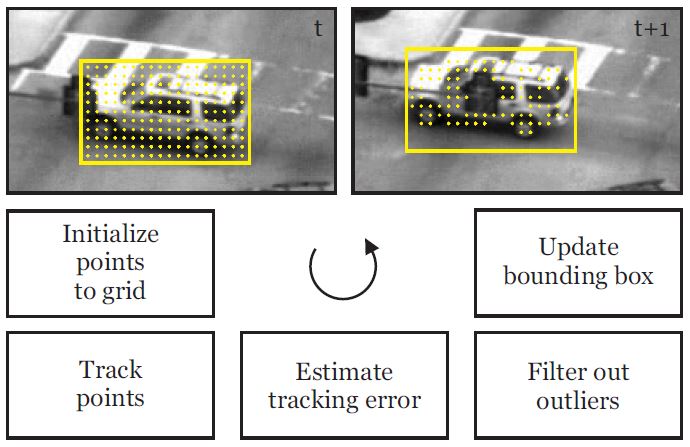 t
t+1
Initialize
points
to grid
Update
bounding box
Track
points
Estimate
tracking error
Filter out
outliers